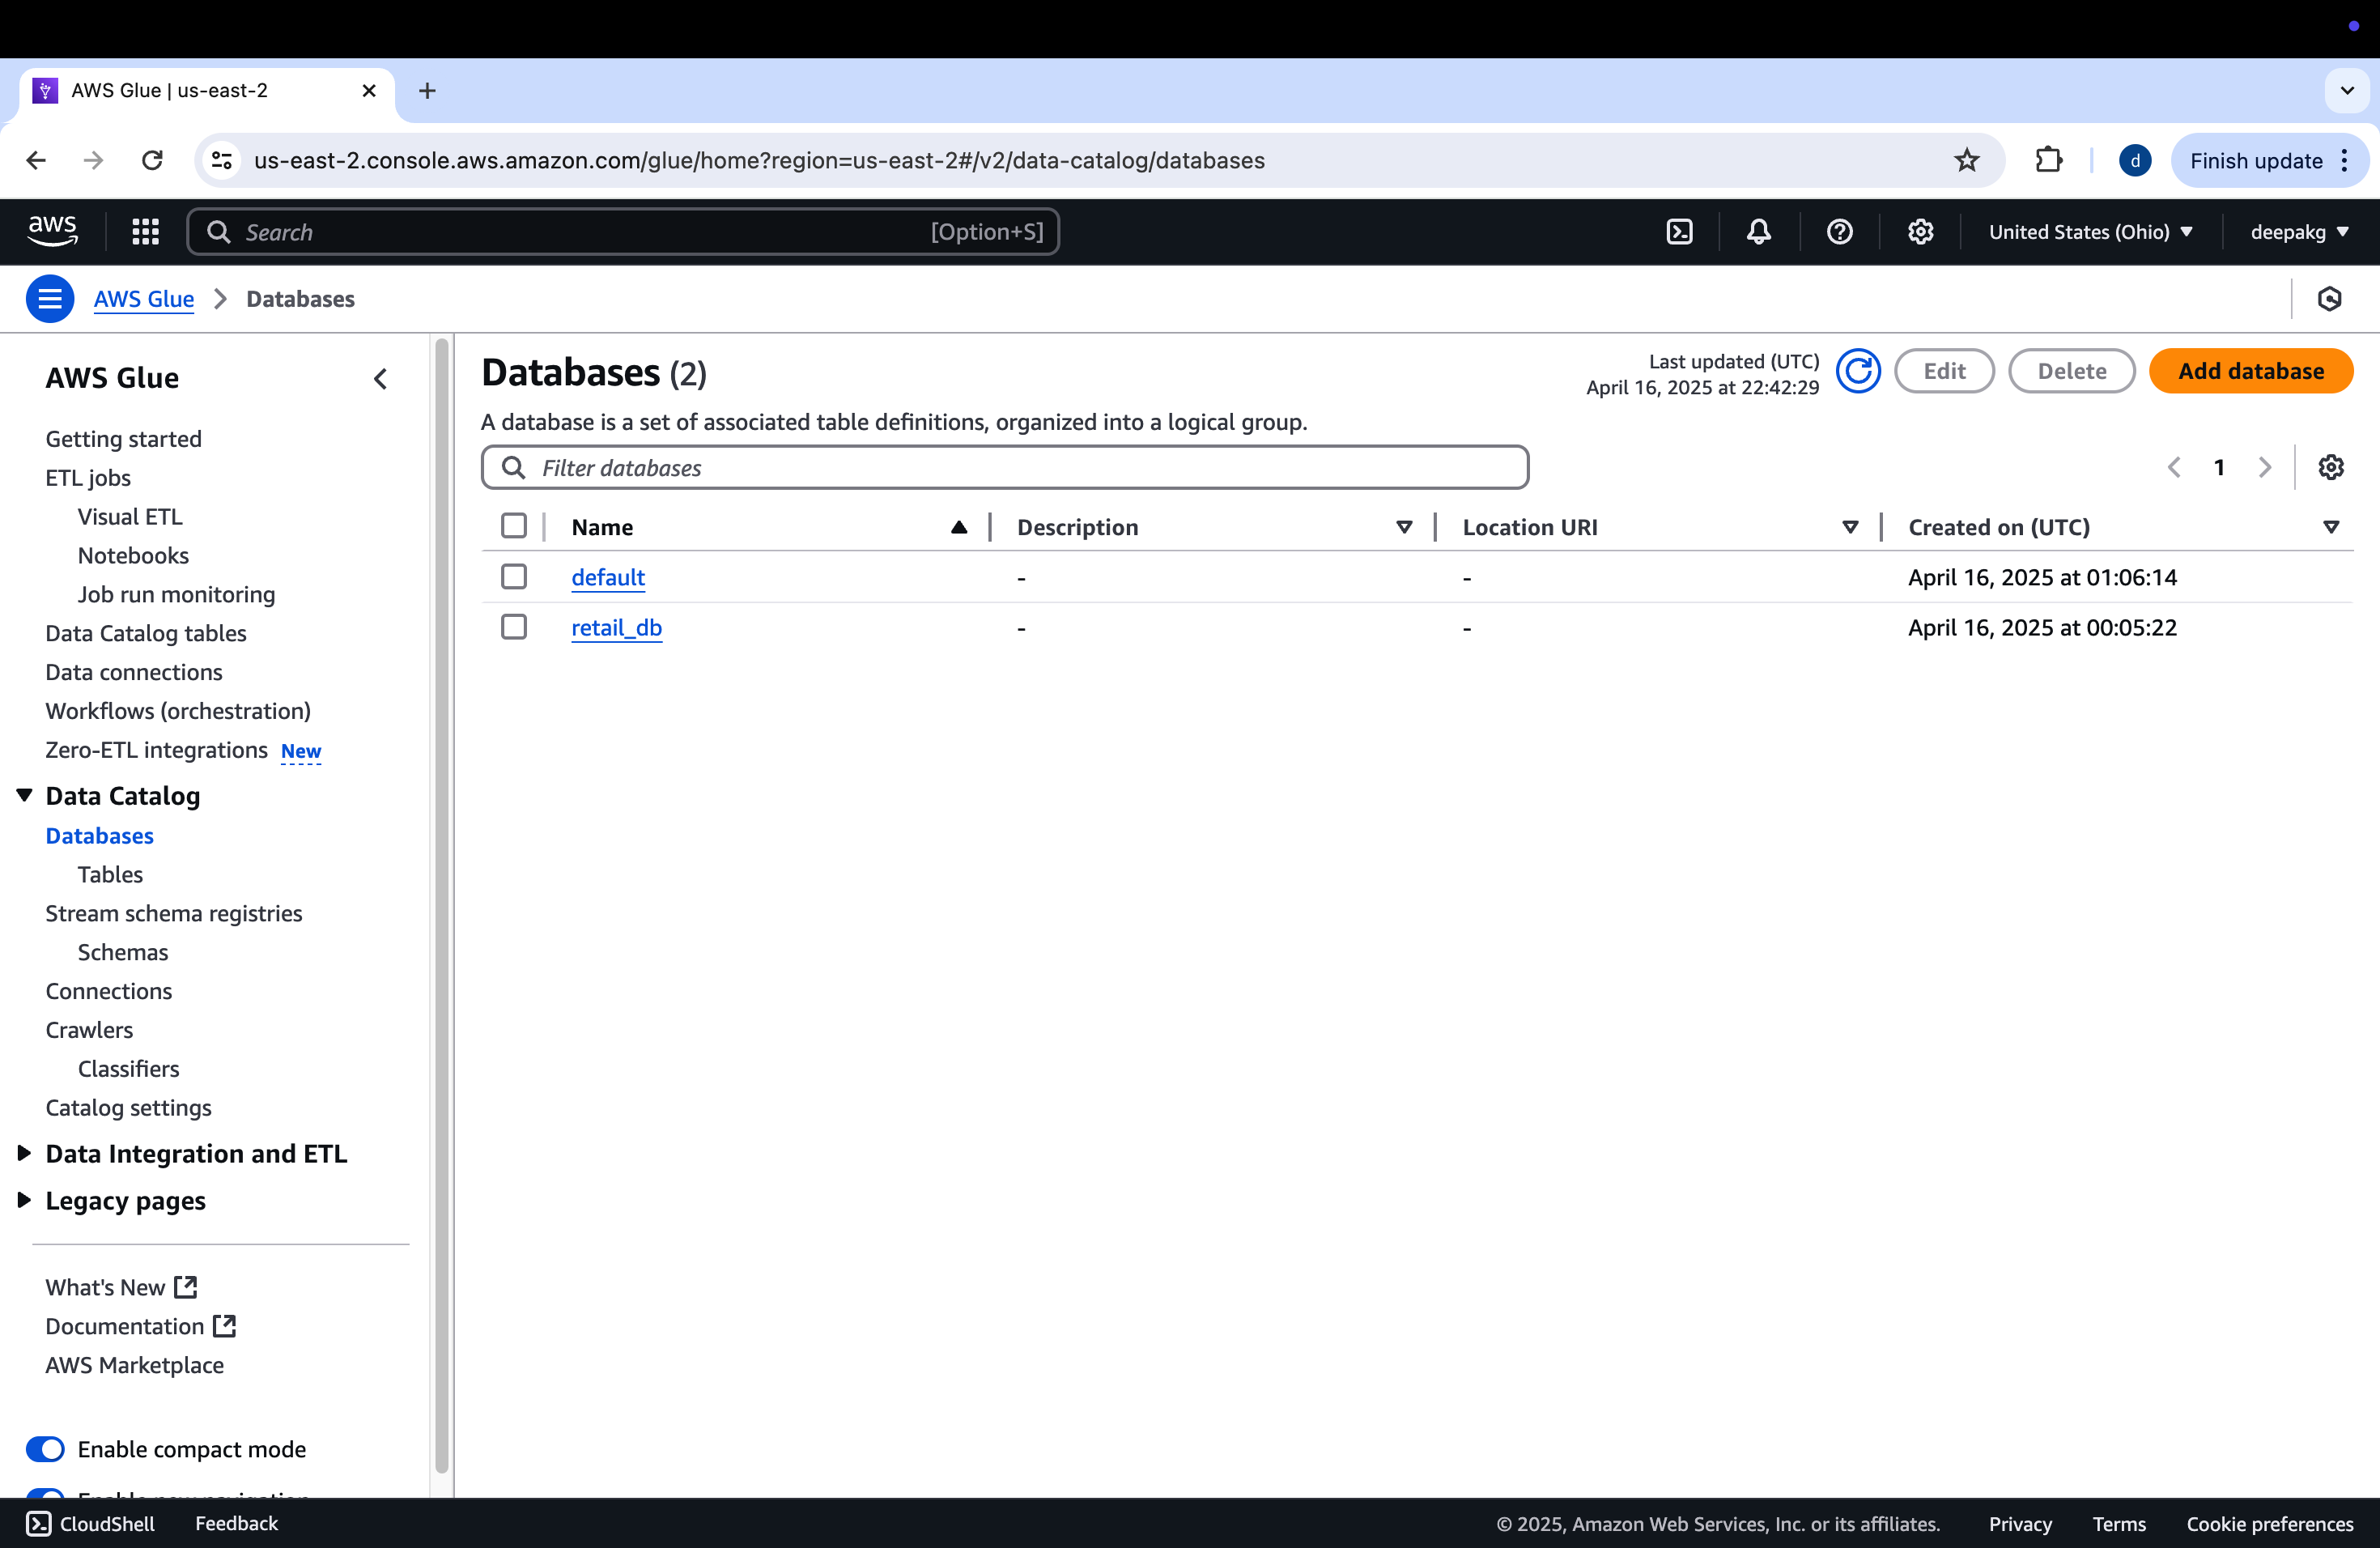 AWS Glue | us-east-2
us-east-2.console.aws.amazon.com/glue/home?region=us-east-2#/v2/data-catalog/databases
d
Finish update
aws
Search
[Option+S]
United States (Ohio)
deepakg
AWS Glue
Databases
AWS Glue
Getting started
ETL jobs
Visual ETL
Notebooks
Job run monitoring
Data Catalog tables
Data connections
Workflows (orchestration)
Zero-ETL integrations New
Data Catalog
Databases
Tables
Stream schema registries
Schemas
Connections
Crawlers
Classifiers
Catalog settings
Data Integration and ETL
Legacy pages
What's New
Documentation
AWS Marketplace
Enable compact mode
Databases (2)
A database is a set of associated table definitions, organized into a logical group.
Last updated (UTC)
April 16, 2025 at 22:42:29
Edit
Delete
Add database
Filter databases
1
Name Description Location URI Created on (UTC)
default - - April 16, 2025 at 01:06:14
retail_db - - April 16, 2025 at 00:05:22
CloudShell
Feedback
© 2025, Amazon Web Services, Inc. or its affiliates.
Privacy
Terms
Cookie preferences